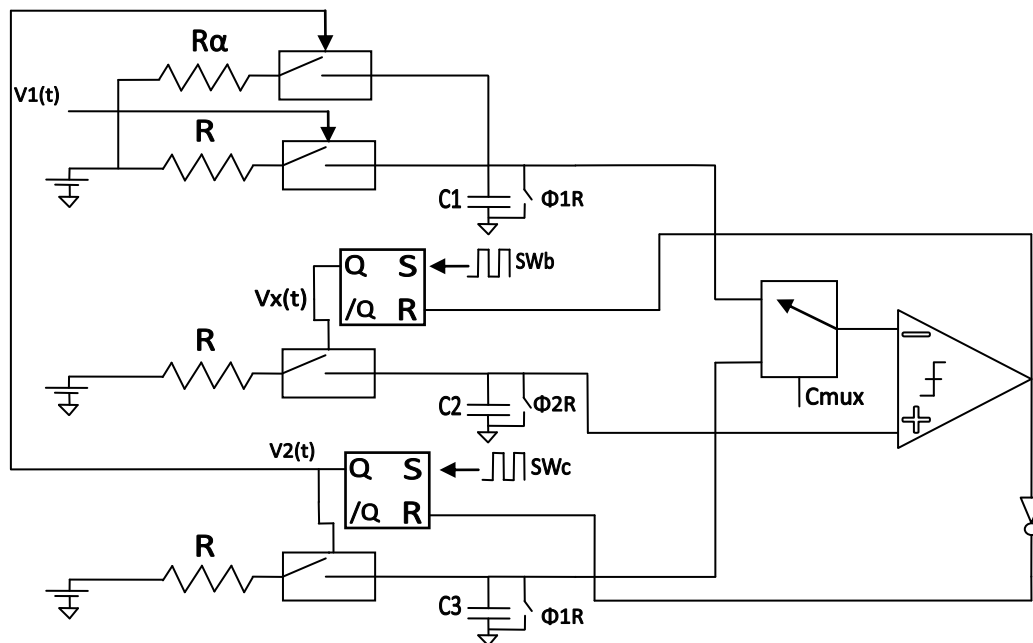 Rα
V1(t)
R
C1
Φ1R
Q S
SWb
Vx(t)
/Q R
R
C2
Φ2R
Cmux
V2(t)
Q S
SWc
/Q R
R
C3
Φ1R